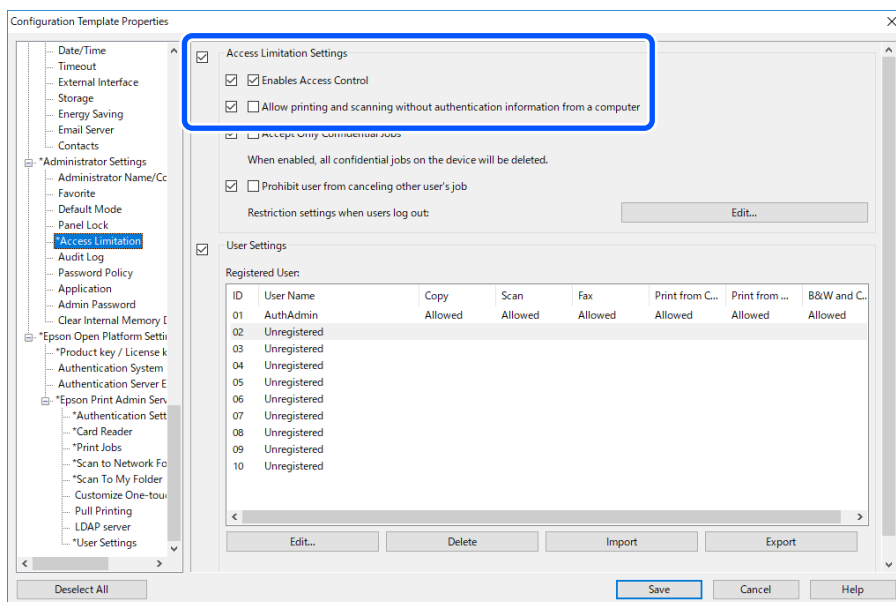 Configuration Template Properties
Date/Time
Timeout
External Interface
Storage
Energy Saving
Email Server
Contacts
*Administrator Settings
Administrator Name/Cc
Favorite
Default Mode
Panel Lock
*Access Limitation
Audit Log
Password Policy
Application
Admin Password
Clear Internal Memory D
*Epson Open Platform Settin
*Product key / License k
Authentication System
Authentication Server E
*Epson Print Admin Serv
*Authentication Sett
*Card Reader
*Print Jobs
*Scan to Network Fo
*Scan To My Folder
Customize One-touc
Pull Printing
LDAP server
*User Settings
Access Limitation Settings
Enables Access Control
Allow printing and scanning without authentication information from a computer
Accept Only Confidential Jobs
When enabled, all confidential jobs on the device will be deleted.
Prohibit user from canceling other user's job
Restriction settings when users log out:
Edit...
User Settings
Registered User:
ID User Name Copy Scan Fax Print from C... Print from ... B&W and C..
01 AuthAdmin Allowed Allowed Allowed Allowed Allowed Allowed
02 Unregistered
03 Unregistered
04 Unregistered
05 Unregistered
06 Unregistered
07 Unregistered
08 Unregistered
09 Unregistered
10 Unregistered
Edit... Delete Import Export
Deselect All Save Cancel Help